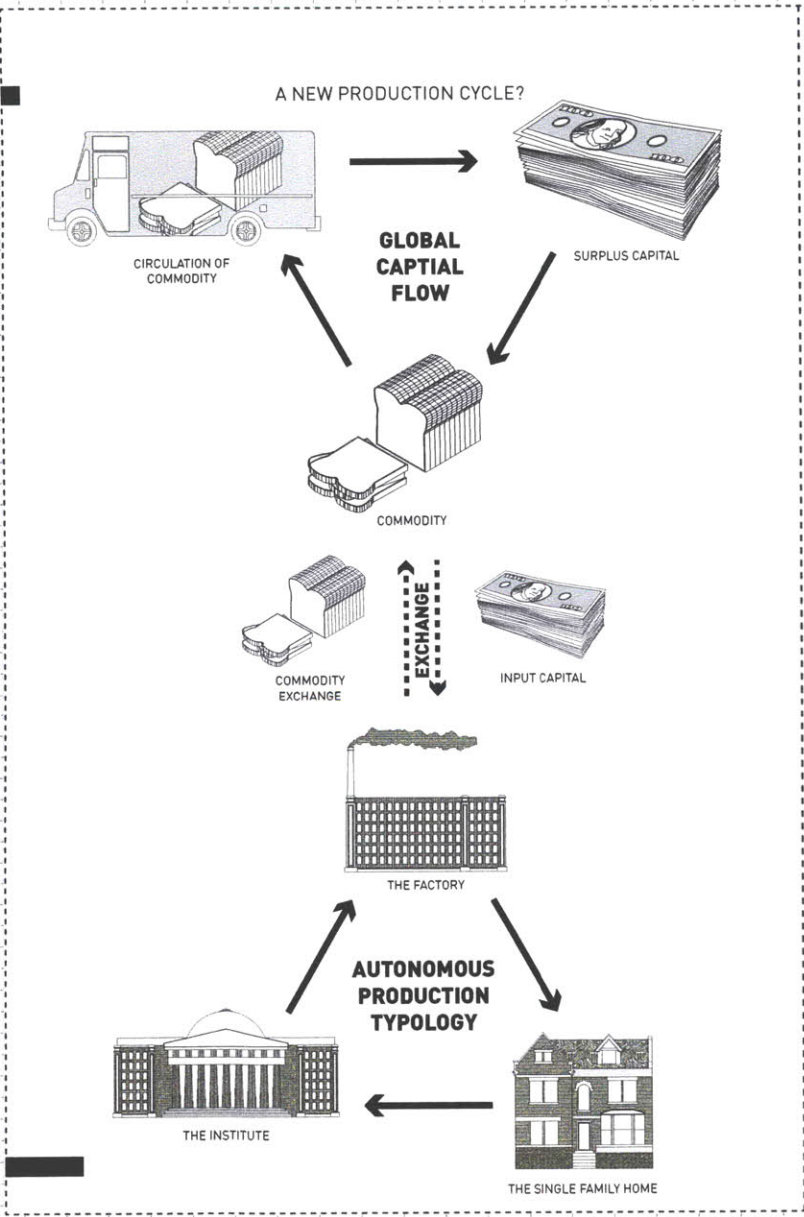 A NEW PRODUCTION CYCLE?
CIRCULATION OF
COMMODITY
GLOBAL
CAPTIAL
FLOW
SURPLUS CAPITAL
COMMODITY
COMMODITY
EXCHANGE
EXCHANGE
INPUT CAPITAL
THE FACTORY
AUTONOMOUS
PRODUCTION
TYPOLOGY
THE INSTITUTE
THE SINGLE FAMILY HOME